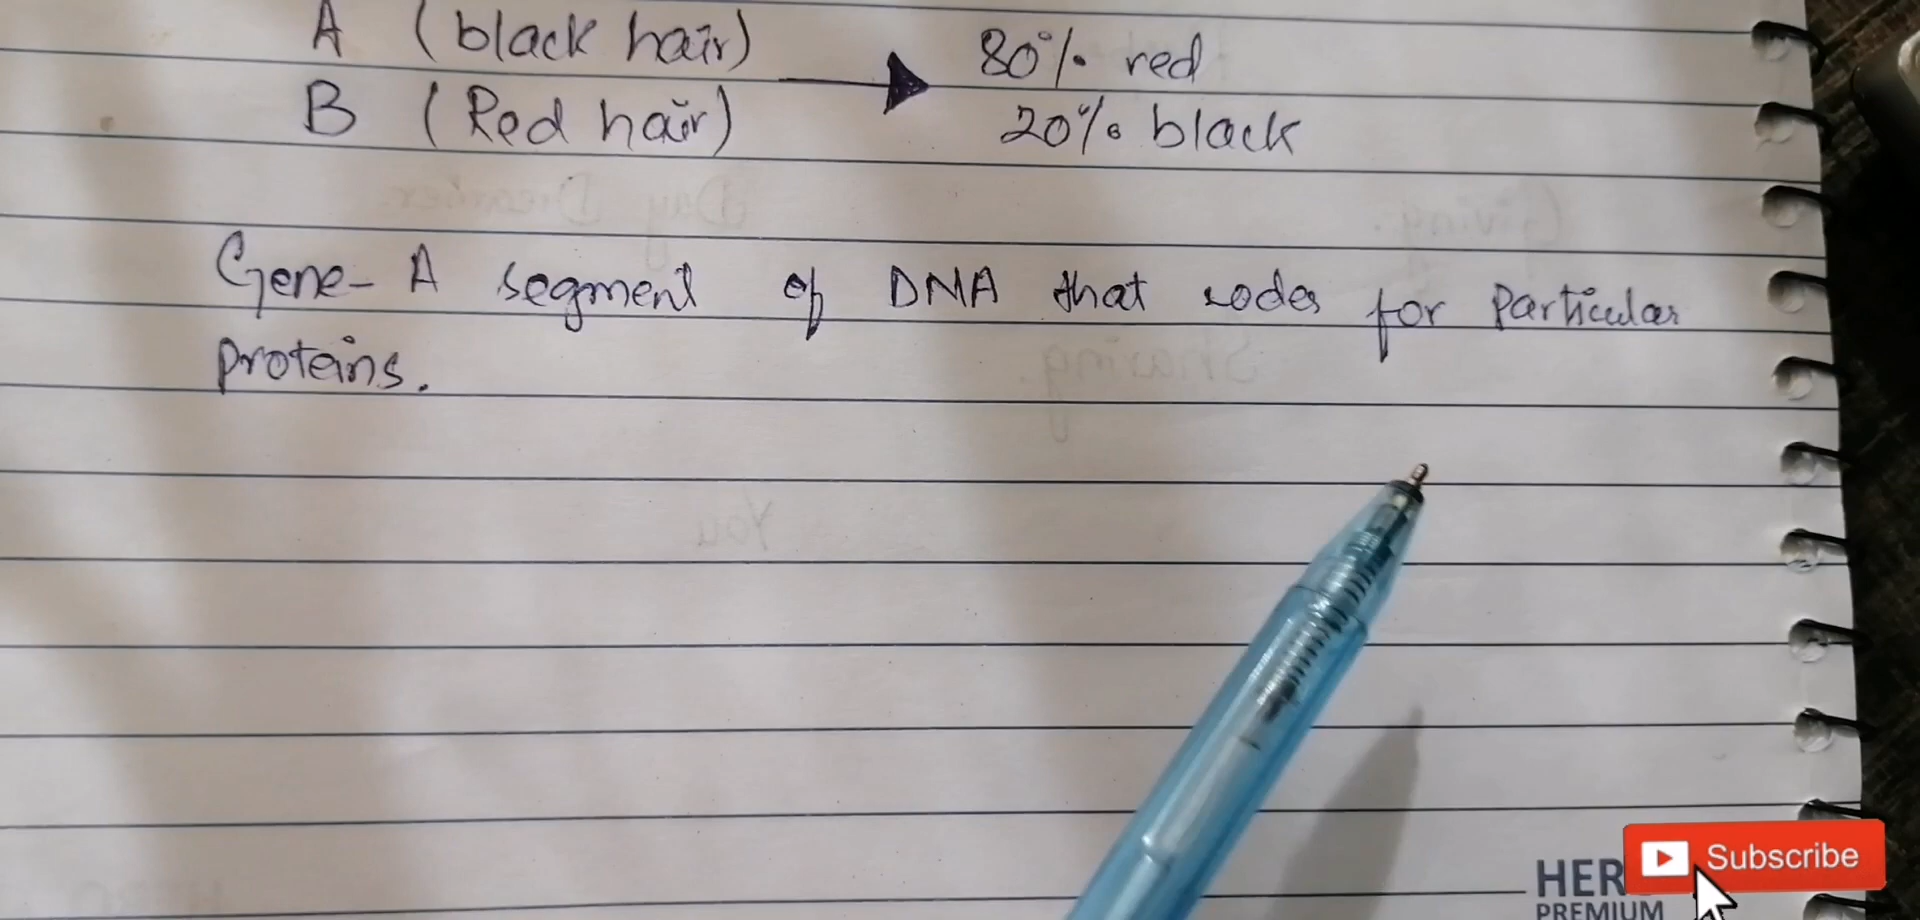 A (black hair)
80% red
B (Red hair)
20% black
Gene- A segment of DNA that codes for Particular
proteins.
You
Subscribe
HER
PREMIUM